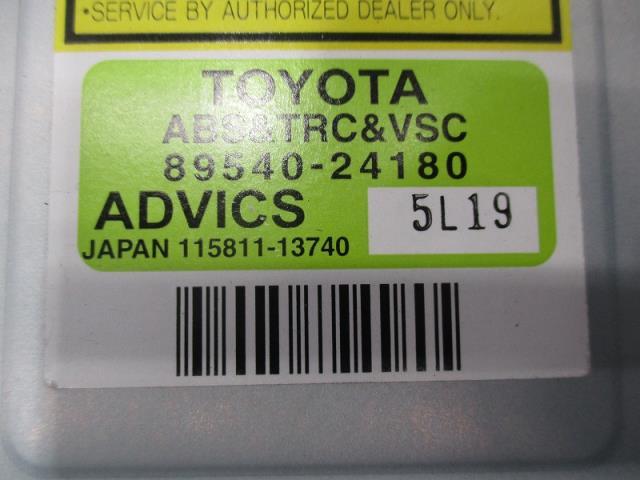 •SERVICE BY AUTHORIZED DEALER ONLY.
TOYOTA
ABS&TRC&VSC
89540-24180
ADVICS
5L19
JAPAN 115811-13740